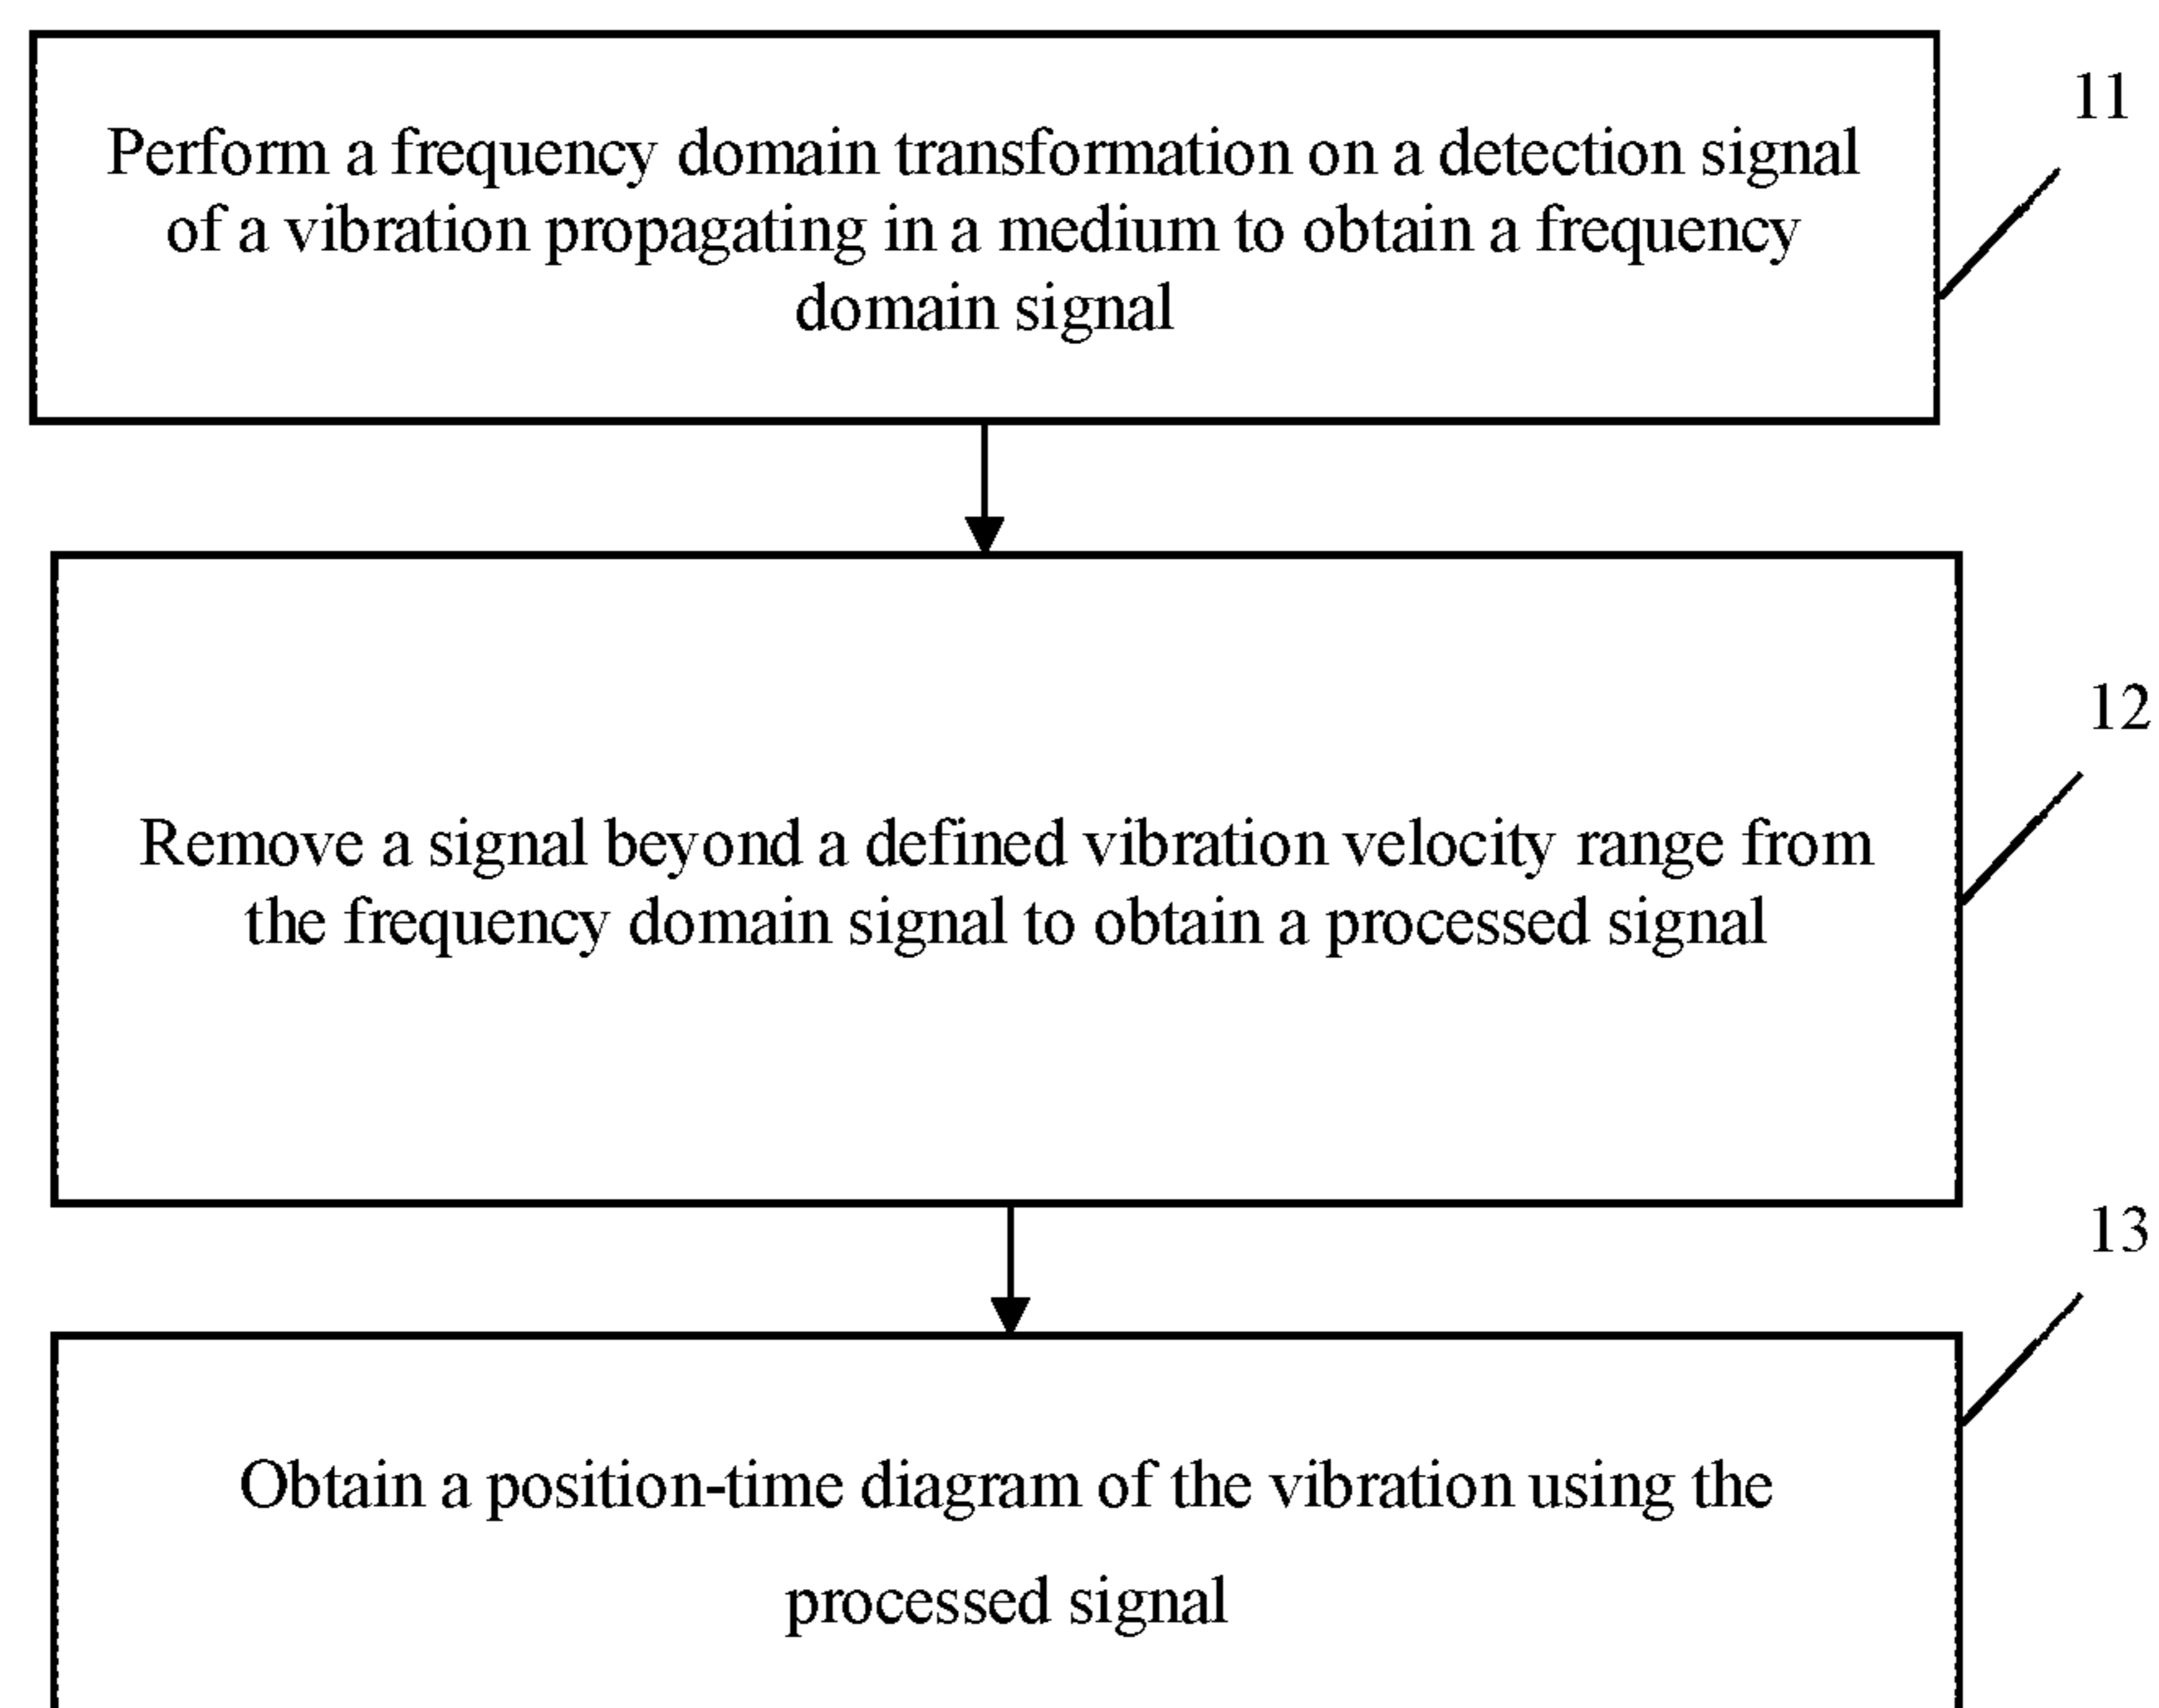 11
Perform a frequency domain transformation on a detection signal
of a vibration propagating in a medium to obtain a frequency
domain signal
12
Remove a signal beyond a defined vibration velocity range from
the frequency domain signal to obtain a processed signal
13
Obtain a position-time diagram of the vibration using the
processed signal